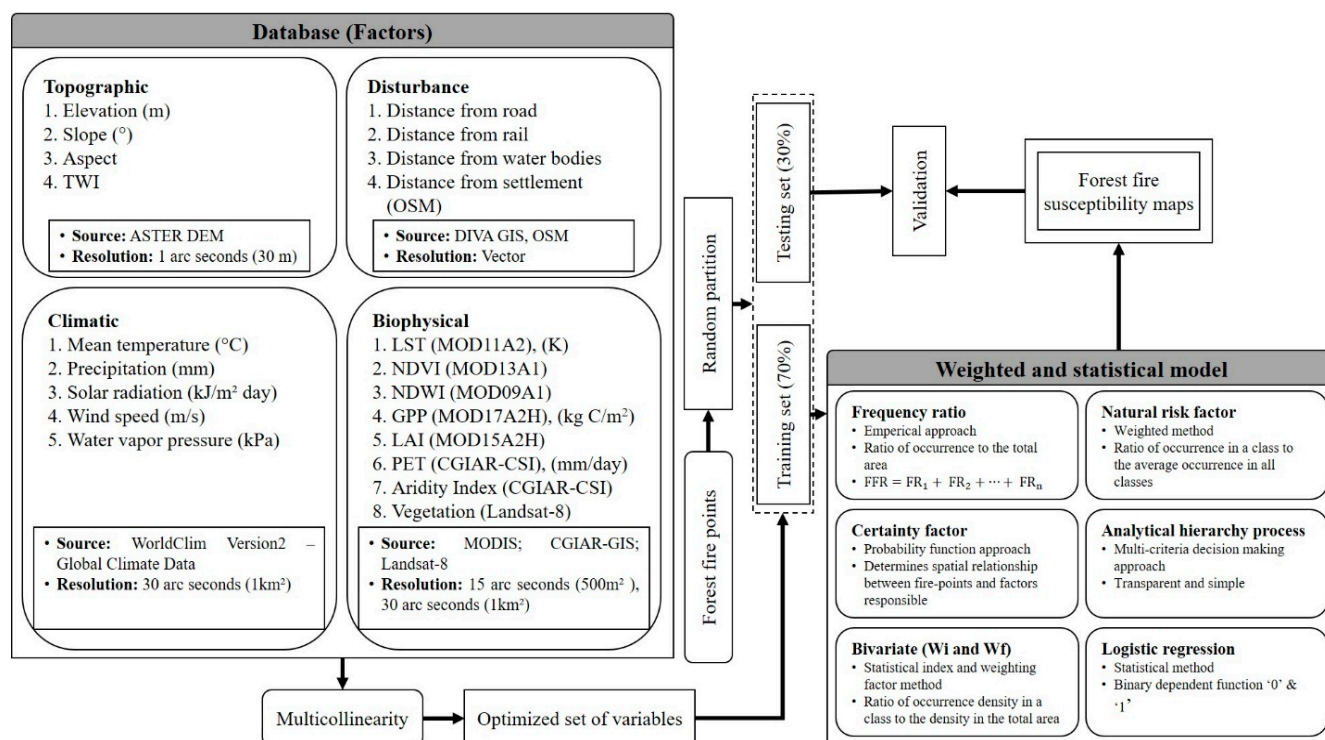 Database (Factors)
Topographic
1. Elevation (m)
2. Slope (°)
3. Aspect
4. TWI
• Source: ASTER DEM
• Resolution: 1 arc seconds (30 m)
Disturbance
1. Distance from road
2. Distance from rail
3. Distance from water bodies
4. Distance from settlement
(OSM)
• Source: DIVA GIS, OSM
• Resolution: Vector
Climatic
1. Mean temperature (°C)
2. Precipitation (mm)
3. Solar radiation (kJ/m² day)
4. Wind speed (m/s)
5. Water vapor pressure (kPa)
• Source: WorldClim Version2 –
Global Climate Data
• Resolution: 30 arc seconds (1km²)
Biophysical
1. LST (MOD11A2), (K)
2. NDVI (MOD13A1)
3. NDWI (MOD09A1)
4. GPP (MOD17A2H), (kg C/m²)
5. LAI (MOD15A2H)
6. PET (CGIAR-CSI), (mm/day)
7. Aridity Index (CGIAR-CSI)
8. Vegetation (Landsat-8)
• Source: MODIS; CGIAR-GIS;
Landsat-8
• Resolution: 15 arc seconds (500m² ),
30 arc seconds (1km²)
Multicollinearity
Optimized set of variables
Forest fire points
Random partition
Testing set (30%)
Training set (70%)
Validation
Forest fire
susceptibility maps
Weighted and statistical model
Frequency ratio
• Emperical approach
• Ratio of occurrence to the total
area
• FFR = FR₁ + FR₂ + ⋯ + FRₙ
Natural risk factor
• Weighted method
• Ratio of occurrence in a class to
the average occurrence in all
classes
Certainty factor
• Probability function approach
• Determines spatial relationship
between fire-points and factors
responsible
Analytical hierarchy process
• Multi-criteria decision making
approach
• Transparent and simple
Bivariate (Wi and Wf)
• Statistical index and weighting
factor method
• Ratio of occurrence density in a
class to the density in the total area
Logistic regression
• Statistical method
• Binary dependent function ‘0’ &
‘1’